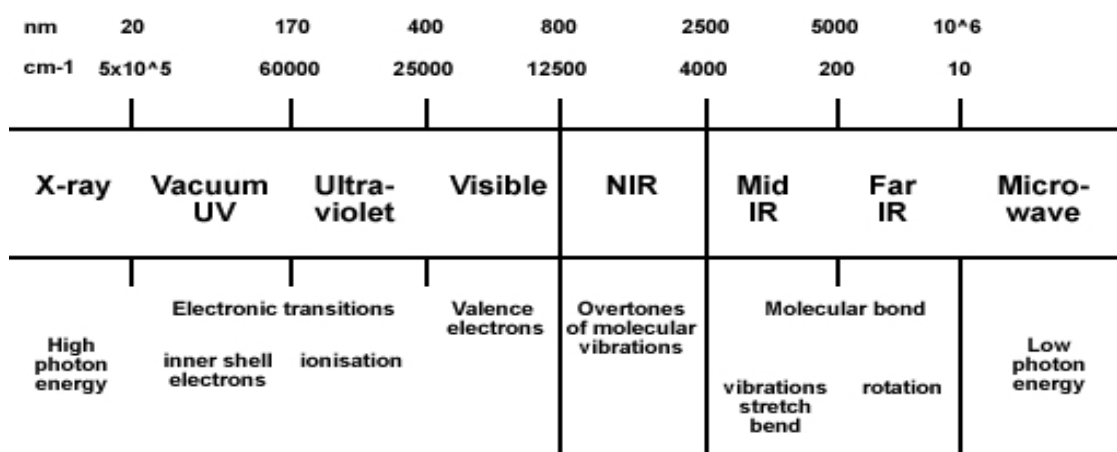 nm 20 170 400 800 2500 5000 10^6
cm-1 5x10^5 60000 25000 12500 4000 200 10
X-ray Vacuum Ultra- Visible NIR Mid Far Micro-
UV violet IR IR wave
Electronic transitions Valence Overtones Molecular bond
electrons of molecular
vibrations
High inner shell ionisation Low
photon electrons photon
energy energy
vibrations rotation
stretch
bend